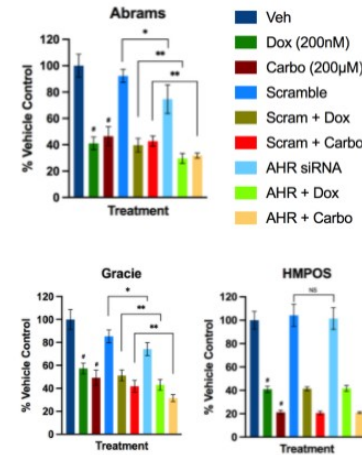 Abrams
% Vehicle Control
120
100
80
60
40
20
0
# #
*
**
**
Treatment
Veh
Dox (200nM)
Carbo (200µM)
Scramble
Scram + Dox
Scram + Carbo
AHR siRNA
AHR + Dox
AHR + Carbo
Gracie
% Vehicle Control
120
100
80
60
40
20
0
# #
*
**
**
Treatment
HMPOS
% Vehicle Control
120
100
80
60
40
20
0
# #
NS
Treatment